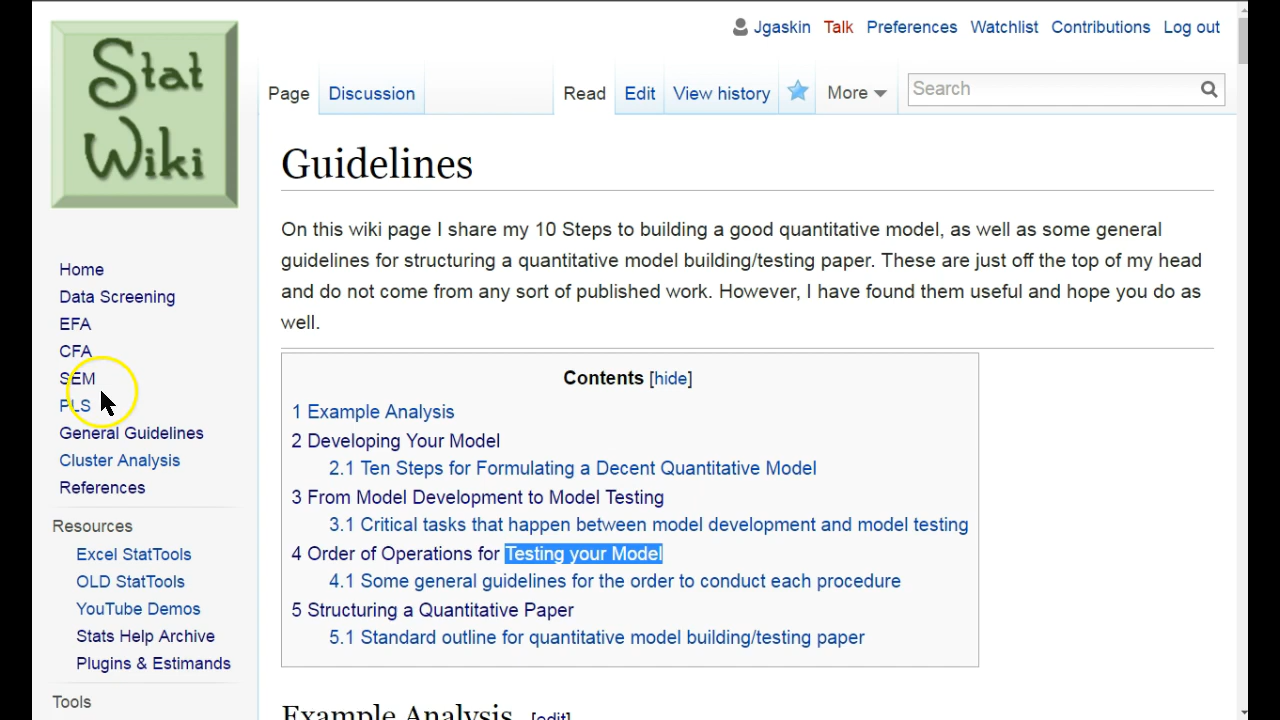 Stat
Wiki
Jgaskin Talk Preferences Watchlist Contributions Log out
Page Discussion Read Edit View history More Search
Guidelines
On this wiki page I share my 10 Steps to building a good quantitative model, as well as some general
guidelines for structuring a quantitative model building/testing paper. These are just off the top of my head
and do not come from any sort of published work. However, I have found them useful and hope you do as
well.
Home
Data Screening
EFA
CFA
SEM
PLS
General Guidelines
Cluster Analysis
References
Resources
Excel StatTools
OLD StatTools
YouTube Demos
Stats Help Archive
Plugins & Estimands
Tools
Contents [hide]
1 Example Analysis
2 Developing Your Model
2.1 Ten Steps for Formulating a Decent Quantitative Model
3 From Model Development to Model Testing
3.1 Critical tasks that happen between model development and model testing
4 Order of Operations for Testing your Model
4.1 Some general guidelines for the order to conduct each procedure
5 Structuring a Quantitative Paper
5.1 Standard outline for quantitative model building/testing paper
Example Analysis [edit]